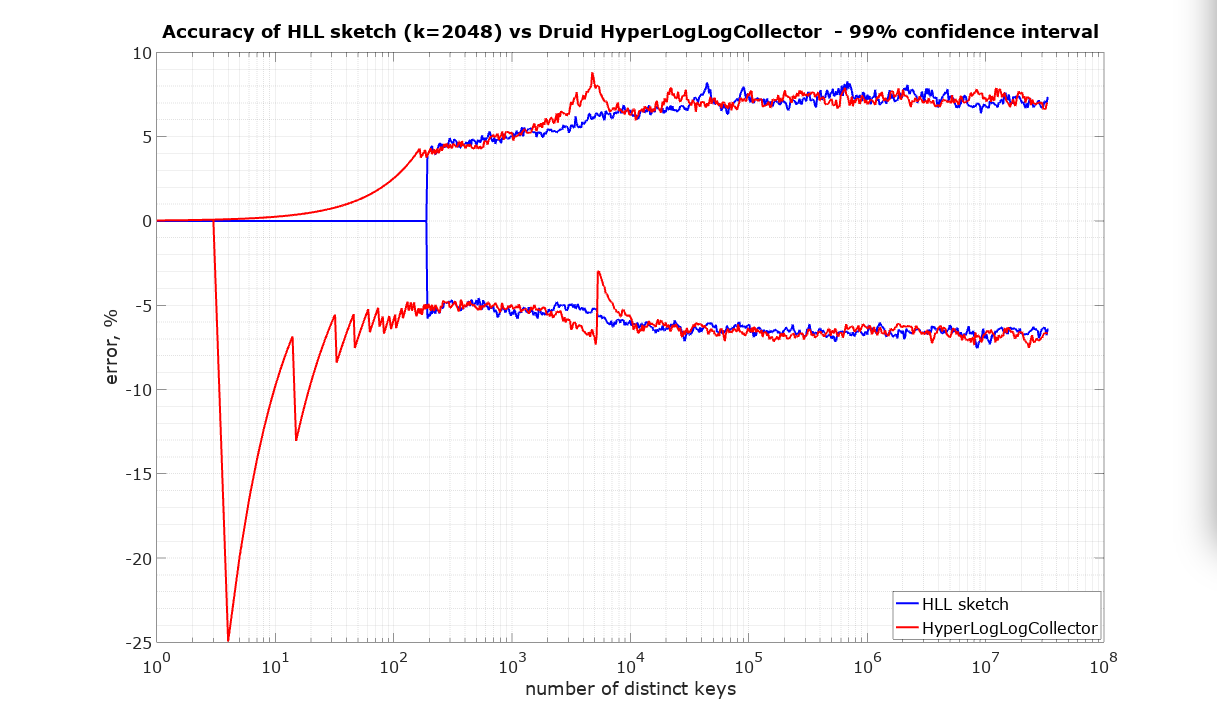 Accuracy of HLL sketch (k=2048) vs Druid HyperLogLogCollector - 99% confidence interval
10
5
0
-5
-10
-15
-20
-25
error, %
10^0 10^1 10^2 10^3 10^4 10^5 10^6 10^7 10^8
number of distinct keys
HLL sketch
HyperLogLogCollector